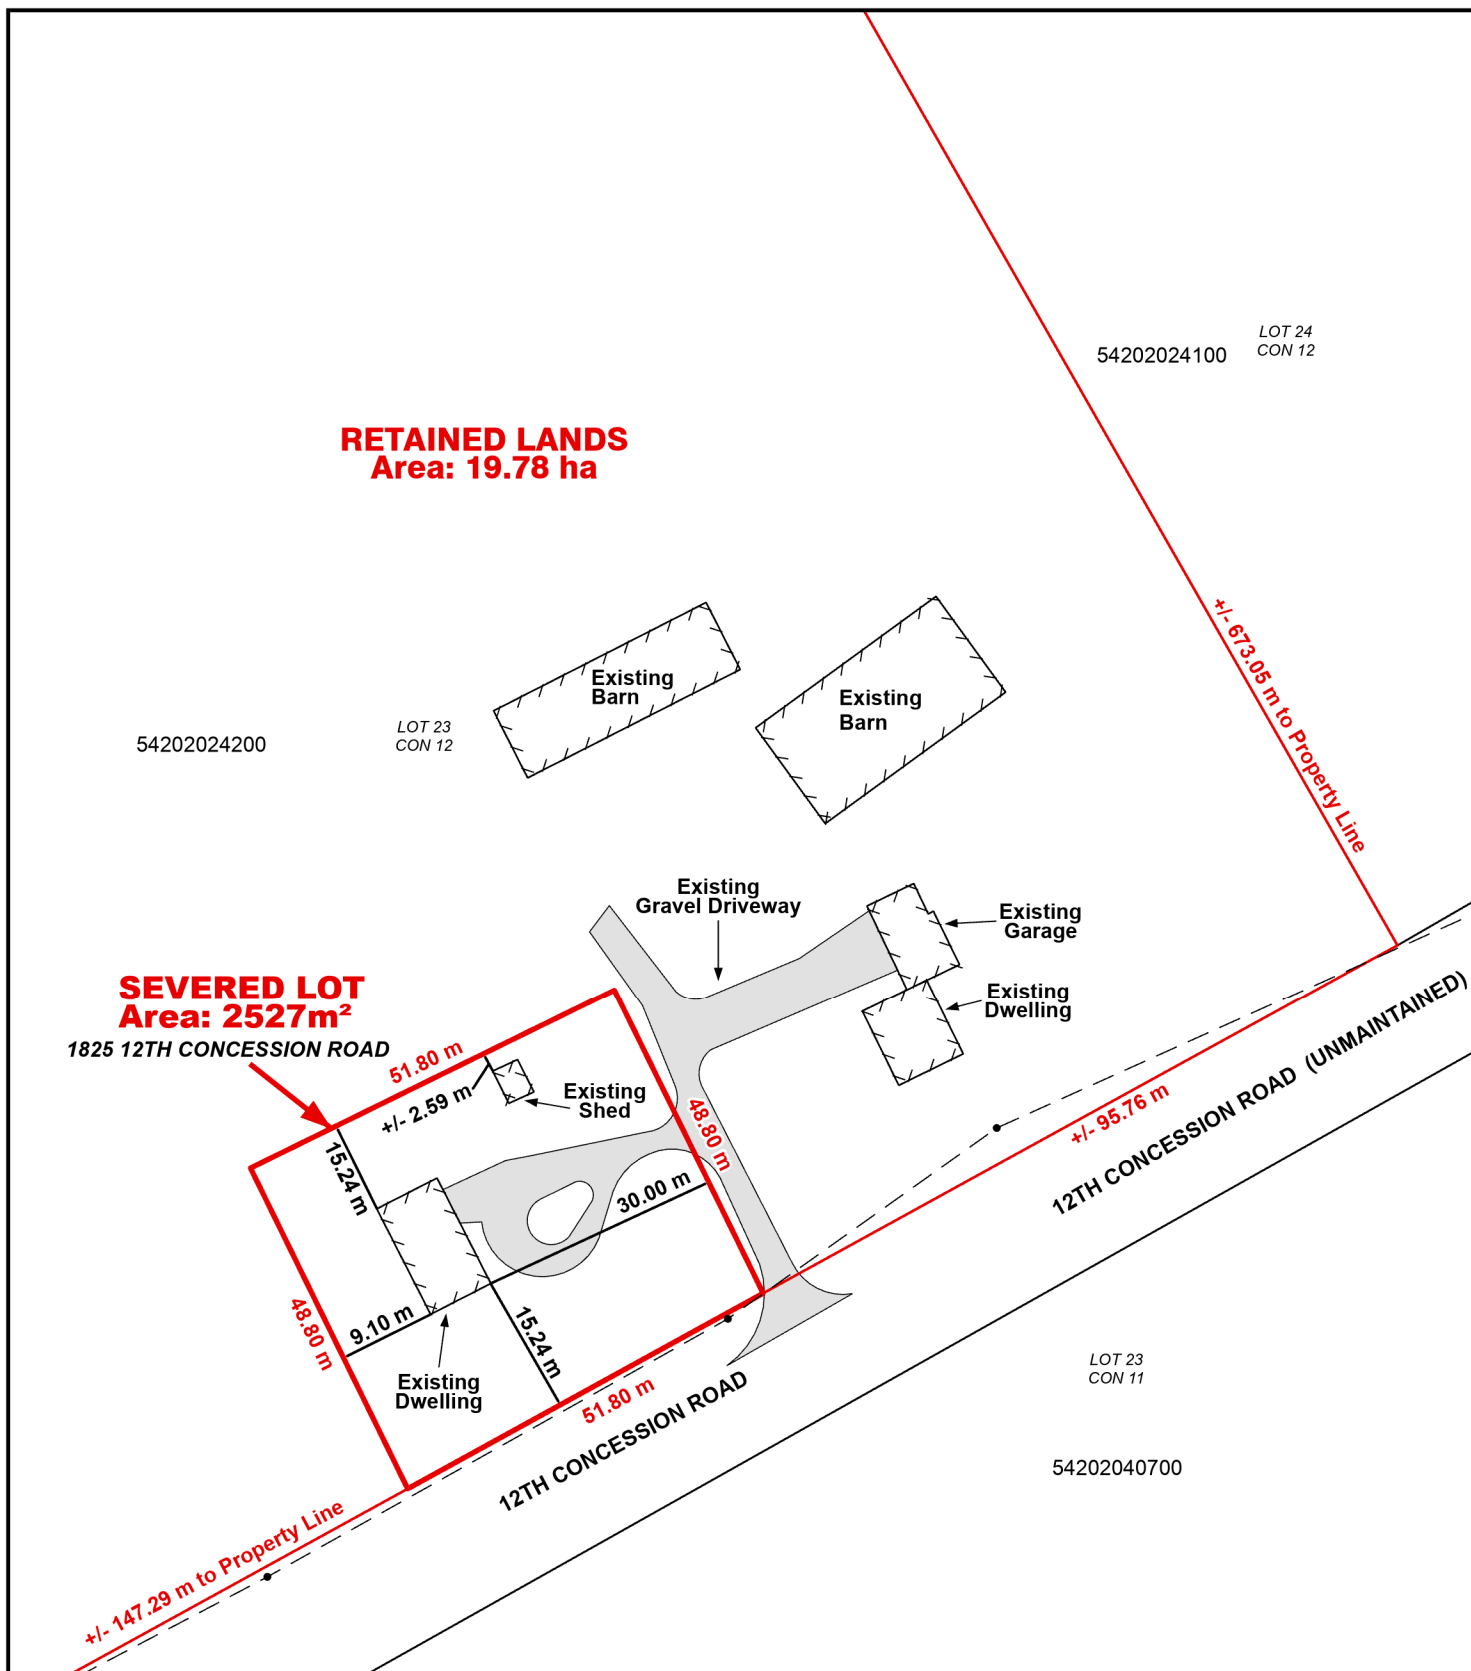 LOT 24
CON 12
54202024100
RETAINED LANDS
Area: 19.78 ha
+/- 673.05 m to Property Line
Existing
Barn
Existing
Barn
LOT 23
CON 12
54202024200
Existing
Gravel Driveway
Existing
Garage
Existing
Dwelling
SEVERED LOT
Area: 2527m²
1825 12TH CONCESSION ROAD
51.80 m
+/- 2.59 m
Existing
Shed
48.80 m
15.24 m
30.00 m
+/- 95.76 m
12TH CONCESSION ROAD (UNMAINTAINED)
48.80 m
9.10 m
15.24 m
Existing
Dwelling
51.80 m
12TH CONCESSION ROAD
LOT 23
CON 11
54202040700
+/- 147.29 m to Property Line